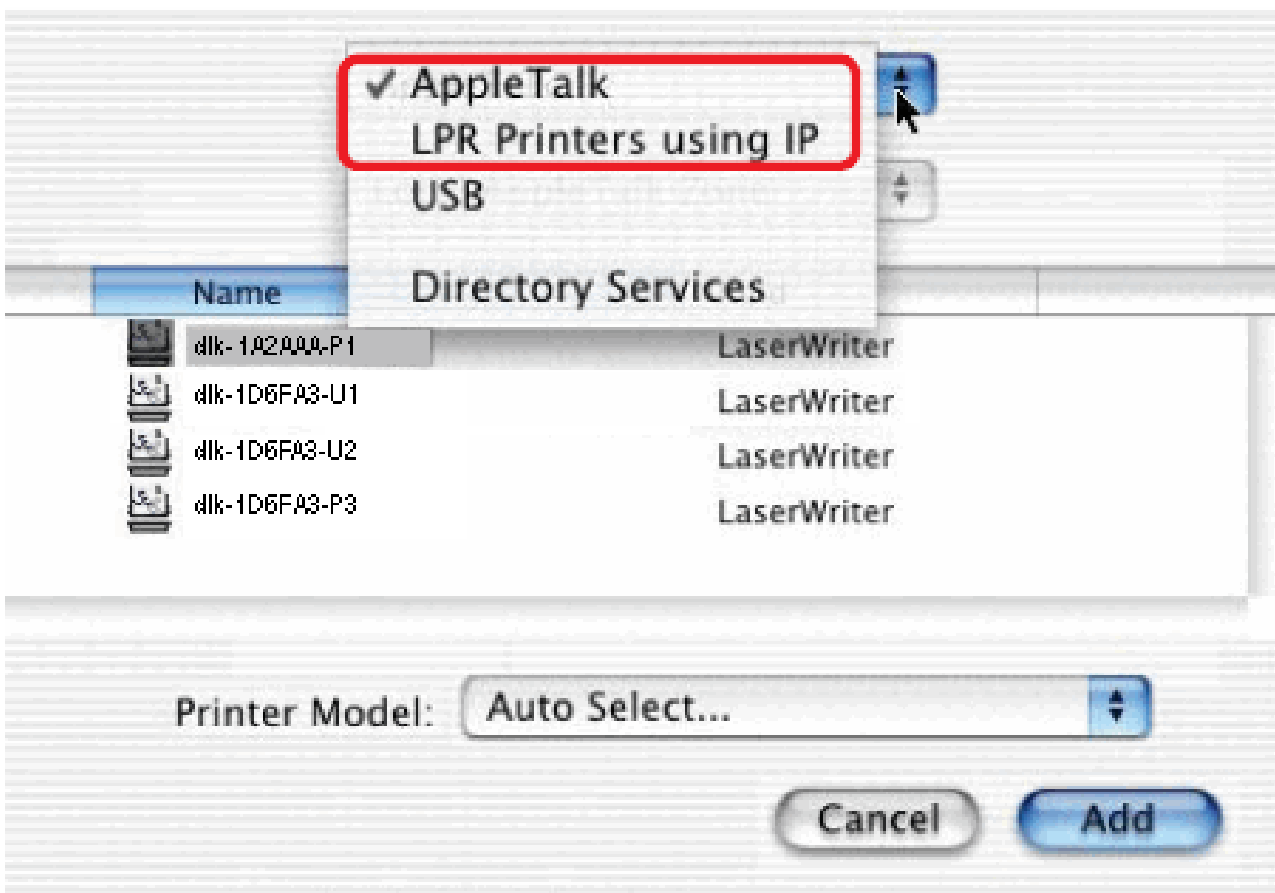 AppleTalk
LPR Printers using IP
USB
Directory Services
Name
dlk-1A2AAA-P1 LaserWriter
dlk-1D6FA3-U1 LaserWriter
dlk-1D6FA3-U2 LaserWriter
dlk-1D6FA3-P3 LaserWriter
Printer Model: Auto Select...
Cancel Add